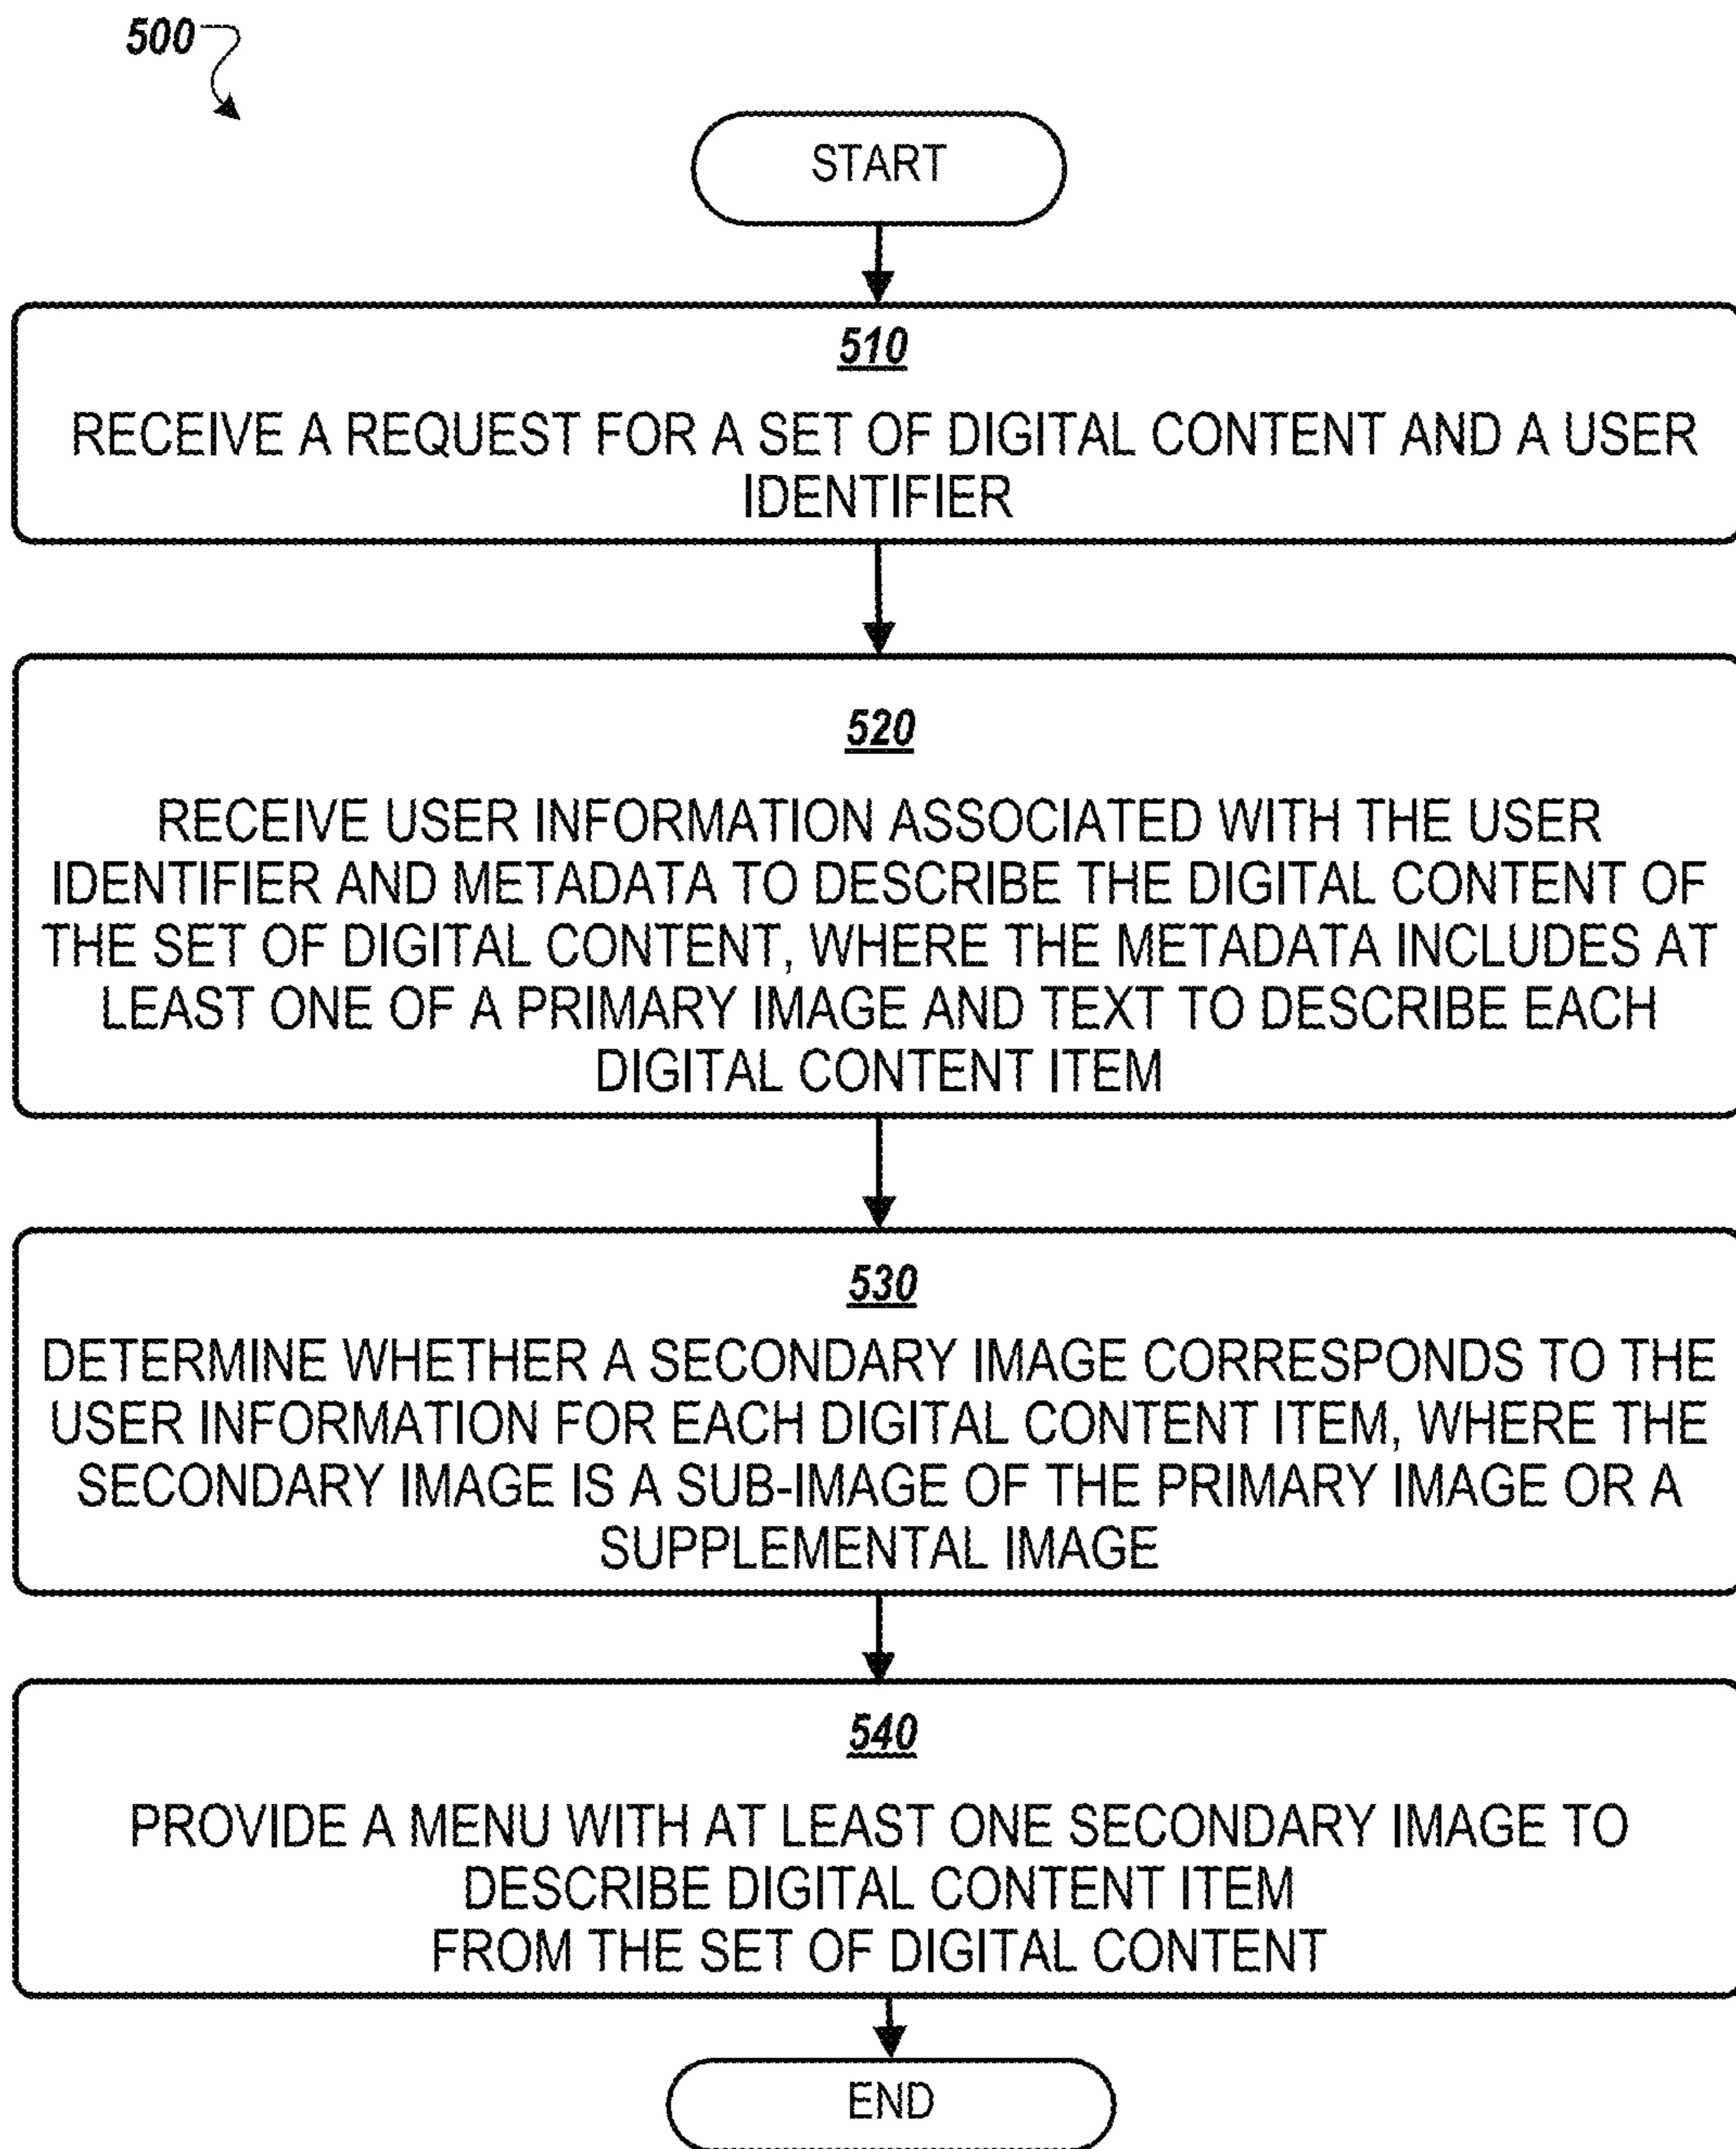 500
START
510
RECEIVE A REQUEST FOR A SET OF DIGITAL CONTENT AND A USER
IDENTIFIER
520
RECEIVE USER INFORMATION ASSOCIATED WITH THE USER
IDENTIFIER AND METADATA TO DESCRIBE THE DIGITAL CONTENT OF
THE SET OF DIGITAL CONTENT, WHERE THE METADATA INCLUDES AT
LEAST ONE OF A PRIMARY IMAGE AND TEXT TO DESCRIBE EACH
DIGITAL CONTENT ITEM
530
DETERMINE WHETHER A SECONDARY IMAGE CORRESPONDS TO THE
USER INFORMATION FOR EACH DIGITAL CONTENT ITEM, WHERE THE
SECONDARY IMAGE IS A SUB-IMAGE OF THE PRIMARY IMAGE OR A
SUPPLEMENTAL IMAGE
540
PROVIDE A MENU WITH AT LEAST ONE SECONDARY IMAGE TO
DESCRIBE DIGITAL CONTENT ITEM
FROM THE SET OF DIGITAL CONTENT
END